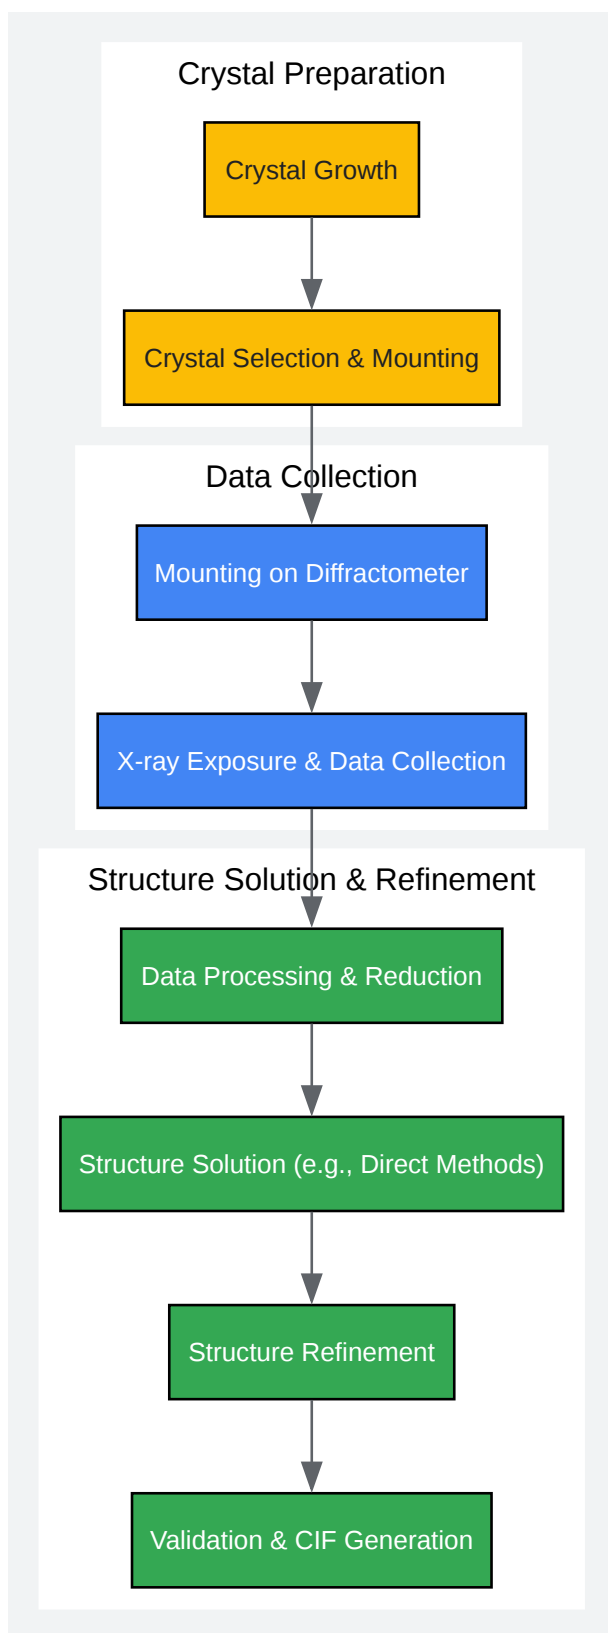 Crystal Preparation
Crystal Growth
Crystal Selection & Mounting
Data Collection
Mounting on Diffractometer
X-ray Exposure & Data Collection
Structure Solution & Refinement
Data Processing & Reduction
Structure Solution (e.g., Direct Methods)
Structure Refinement
Validation & CIF Generation